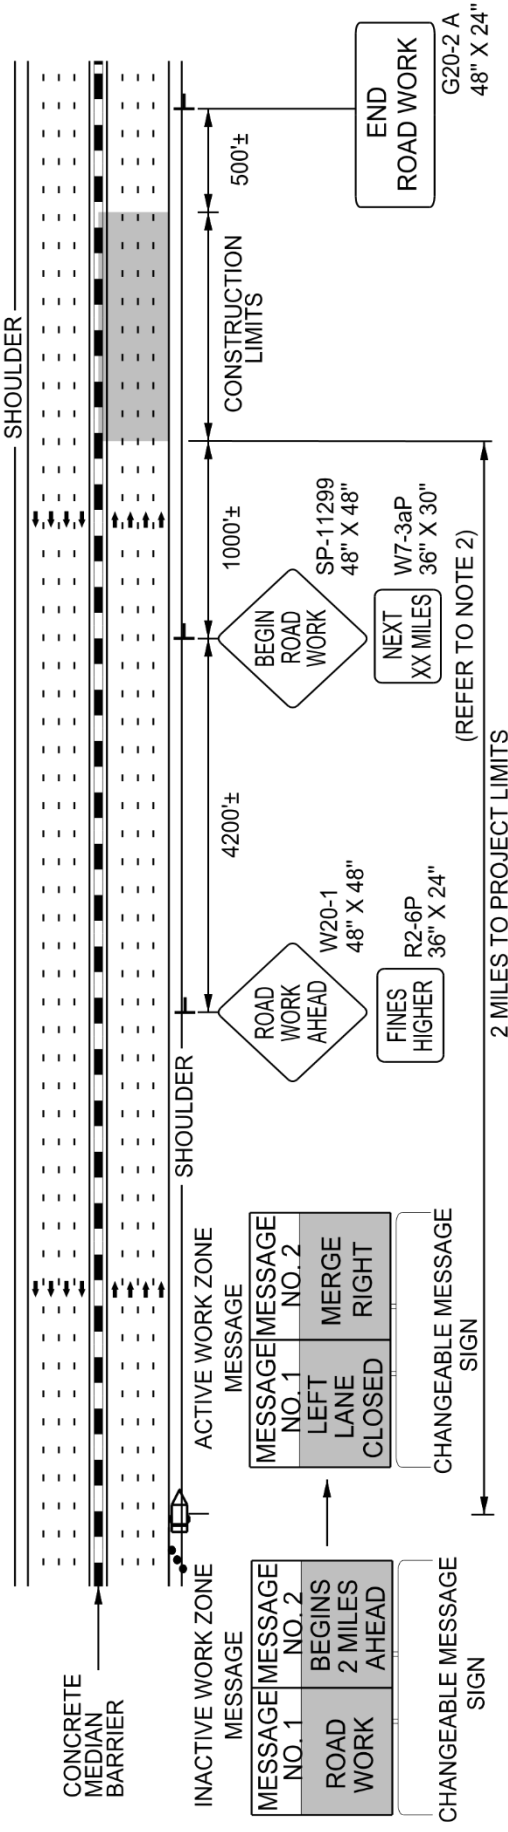 SHOULDER
CONCRETE
MEDIAN
BARRIER
SHOULDER
4200'±
1000'±
CONSTRUCTION
LIMITS
500'±
INACTIVE WORK ZONE
MESSAGE
MESSAGE
NO. 1
MESSAGE
NO. 2
ROAD
WORK
BEGINS
2 MILES
AHEAD
CHANGEABLE MESSAGE
SIGN
ACTIVE WORK ZONE
MESSAGE
MESSAGE
NO. 1
MESSAGE
NO. 2
LEFT
LANE
CLOSED
MERGE
RIGHT
CHANGEABLE MESSAGE
SIGN
ROAD
WORK
AHEAD
W20-1
48" X 48"
FINES
HIGHER
R2-6P
36" X 24"
BEGIN
ROAD
WORK
SP-11299
48" X 48"
NEXT
XX MILES
W7-3aP
36" X 30"
END
ROAD WORK
G20-2 A
48" X 24"
(REFER TO NOTE 2)
2 MILES TO PROJECT LIMITS